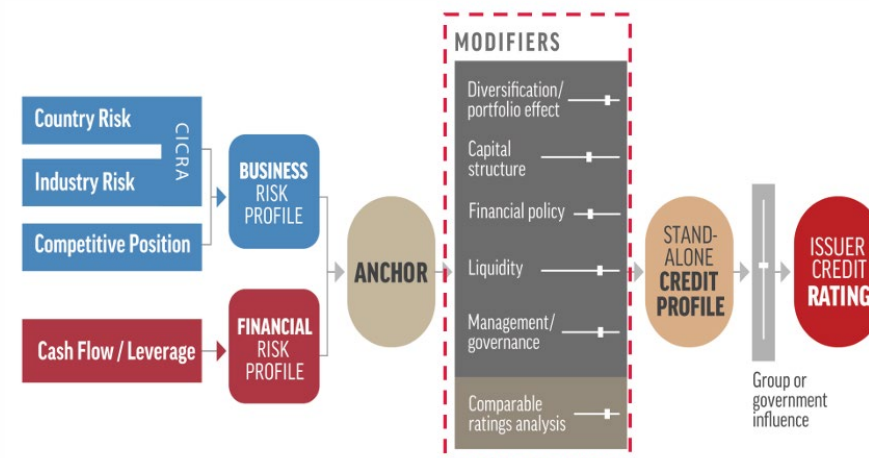 MODIFIERS
Country Risk
CICRA
Industry Risk
Competitive Position
BUSINESS
RISK
PROFILE
Cash Flow / Leverage
FINANCIAL
RISK
PROFILE
ANCHOR
Diversification/
portfolio effect
Capital
structure
Financial policy
Liquidity
Management/
governance
Comparable
ratings analysis
STAND-
ALONE
CREDIT
PROFILE
Group or
government
influence
ISSUER
CREDIT
RATING